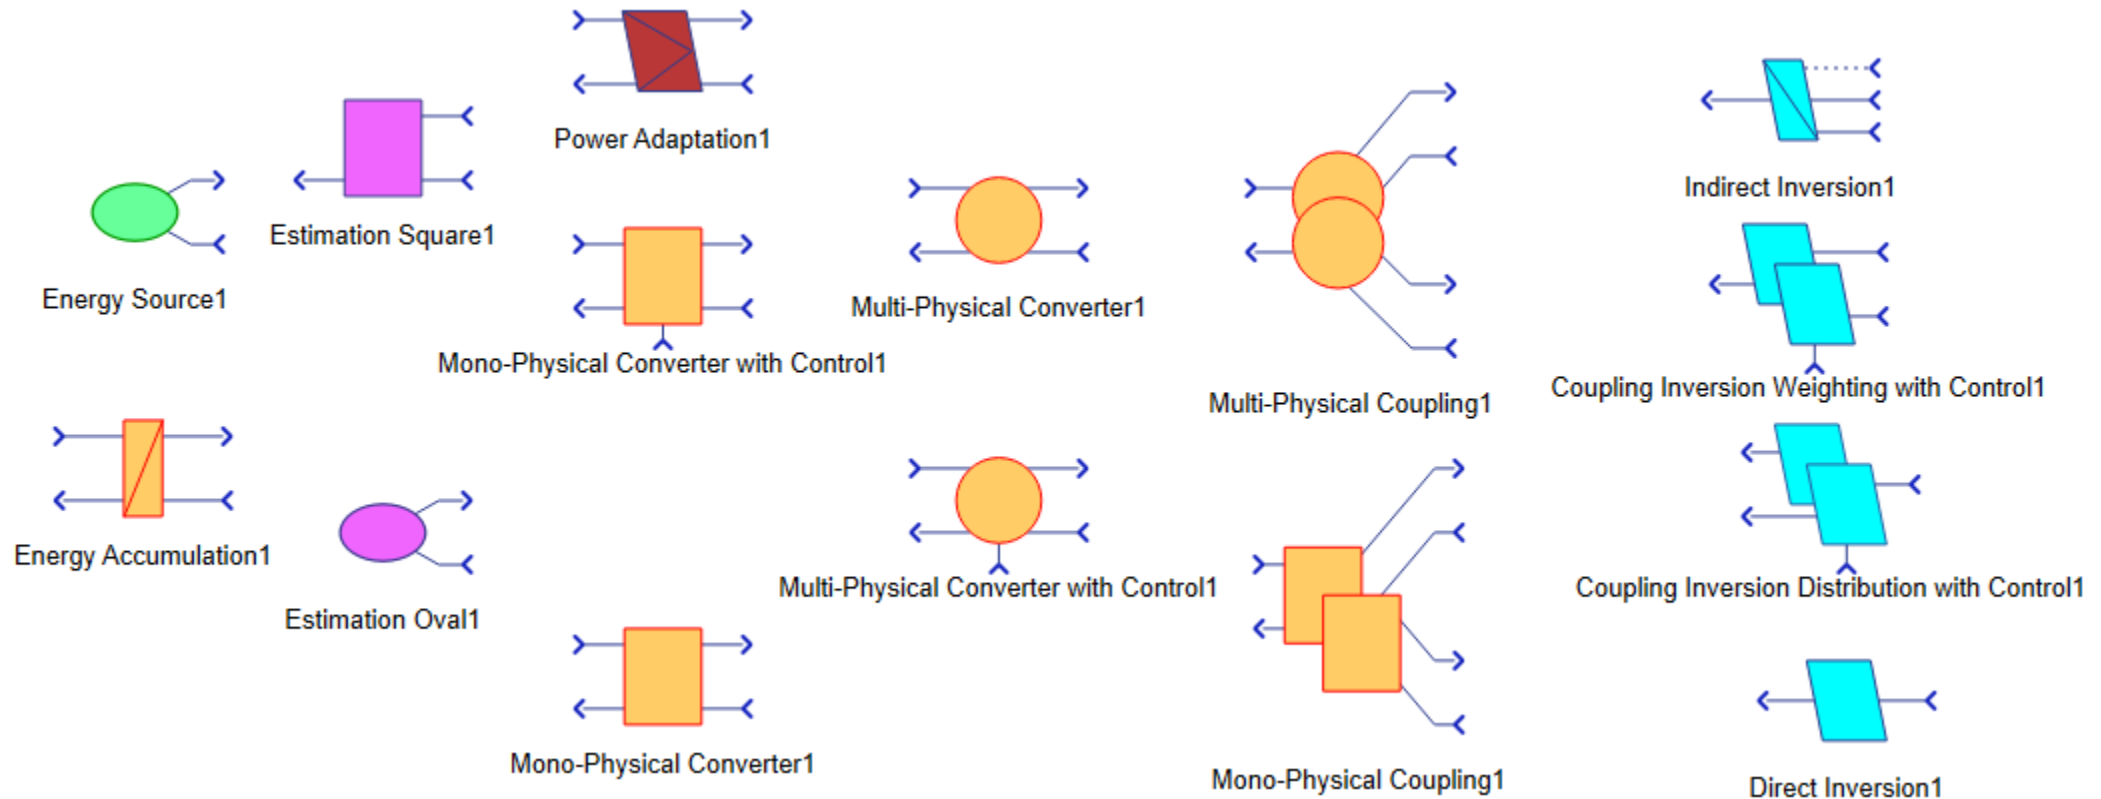 Power Adaptation1
Estimation Square1
Energy Source1
Indirect Inversion1
Multi-Physical Converter1
Mono-Physical Converter with Control1
Multi-Physical Coupling1
Coupling Inversion Weighting with Control1
Energy Accumulation1
Estimation Oval1
Multi-Physical Converter with Control1
Coupling Inversion Distribution with Control1
Mono-Physical Converter1
Mono-Physical Coupling1
Direct Inversion1